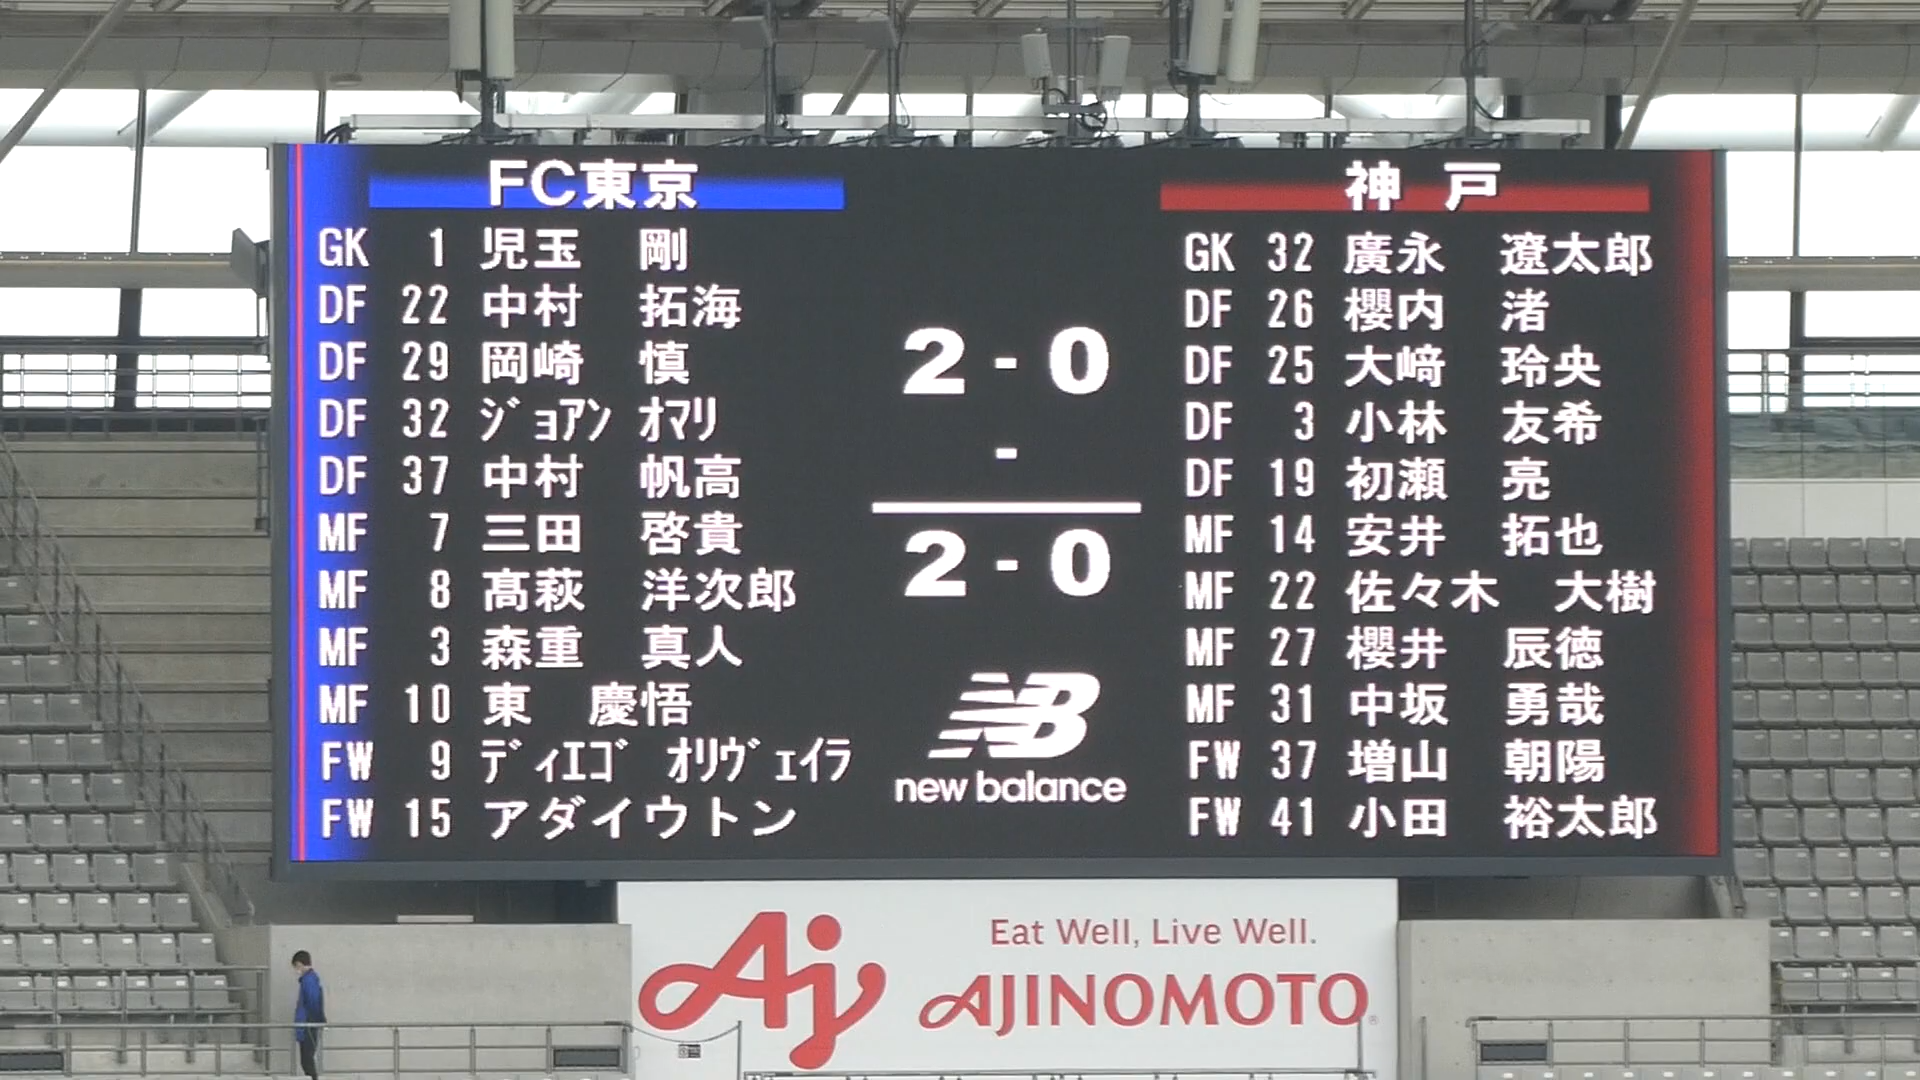 FC東京
GK 1 児玉 剛
DF 22 中村 拓海
DF 29 岡崎 慎
DF 32 ジョアン オマリ
DF 37 中村 帆高
MF 7 三田 啓貴
MF 8 髙萩 洋次郎
MF 3 森重 真人
MF 10 東 慶悟
FW 9 ディエゴ オリヴェイラ
FW 15 アダイウトン
2 - 0
-
2 - 0
NB
new balance
神戸
GK 32 廣永 遼太郎
DF 26 櫻内 渚
DF 25 大﨑 玲央
DF 3 小林 友希
DF 19 初瀬 亮
MF 14 安井 拓也
MF 22 佐々木 大樹
MF 27 櫻井 辰徳
MF 31 中坂 勇哉
FW 37 増山 朝陽
FW 41 小田 裕太郎
Aj
Eat Well, Live Well.
AJINOMOTO®